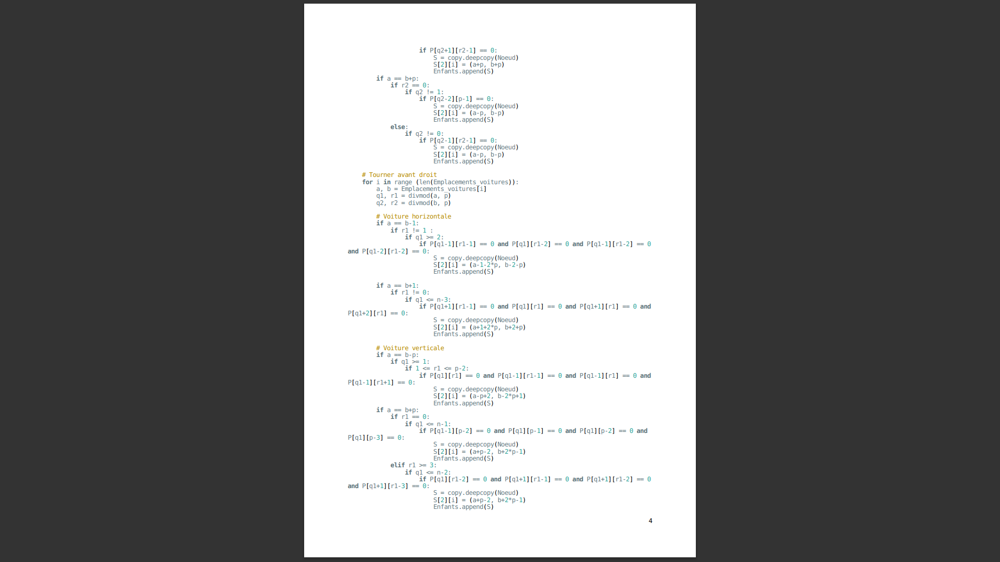 if P[q2+1][r2-1] == 0:
S = copy.deepcopy(Noeud)
S[2][i] = (a+p, b+p)
Enfants.append(S)
if a == b+p:
if r2 == 0:
if q2 != 1:
if P[q2-2][p-1] == 0:
S = copy.deepcopy(Noeud)
S[2][i] = (a-p, b-p)
Enfants.append(S)
else:
if q2 != 0:
if P[q2-1][r2-1] == 0:
S = copy.deepcopy(Noeud)
S[2][i] = (a-p, b-p)
Enfants.append(S)
# Tourner avant droit
for i in range (len(Emplacements_voitures)):
a, b = Emplacements_voitures[i]
q1, r1 = divmod(a, p)
q2, r2 = divmod(b, p)
# Voiture horizontale
if a == b-1:
if r1 != 1 :
if q1 >= 2:
if P[q1-1][r1-1] == 0 and P[q1][r1-2] == 0 and P[q1-1][r1-2] == 0
and P[q1-2][r1-2] == 0:
S = copy.deepcopy(Noeud)
S[2][i] = (a-1-2*p, b-2-p)
Enfants.append(S)
if a == b+1:
if r1 != 0:
if q1 <= n-3:
if P[q1+1][r1-1] == 0 and P[q1][r1] == 0 and P[q1+1][r1] == 0 and
P[q1+2][r1] == 0:
S = copy.deepcopy(Noeud)
S[2][i] = (a+1+2*p, b+2+p)
Enfants.append(S)
# Voiture verticale
if a == b-p:
if q1 >= 1:
if 1 <= r1 <= p-2:
if P[q1][r1] == 0 and P[q1-1][r1-1] == 0 and P[q1-1][r1] == 0 and
P[q1-1][r1+1] == 0:
S = copy.deepcopy(Noeud)
S[2][i] = (a-p+2, b-2*p+1)
Enfants.append(S)
if a == b+p:
if r1 == 0:
if q1 <= n-1:
if P[q1-1][p-2] == 0 and P[q1][p-1] == 0 and P[q1][p-2] == 0 and
P[q1][p-3] == 0:
S = copy.deepcopy(Noeud)
S[2][i] = (a+p-2, b+2*p-1)
Enfants.append(S)
elif r1 >= 3:
if q1 <= n-2:
if P[q1][r1-2] == 0 and P[q1+1][r1-1] == 0 and P[q1+1][r1-2] == 0
and P[q1+1][r1-3] == 0:
S = copy.deepcopy(Noeud)
S[2][i] = (a+p-2, b+2*p-1)
Enfants.append(S)
4